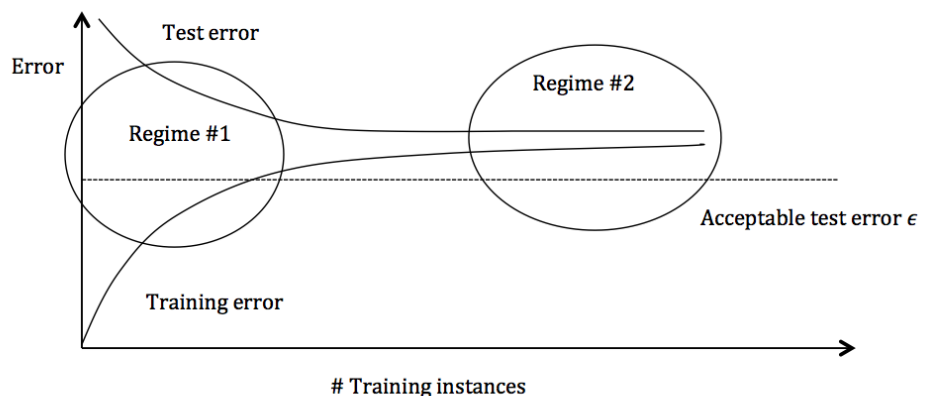 Test error
Error
Regime #2
Regime #1
Acceptable test error ϵ
Training error
# Training instances